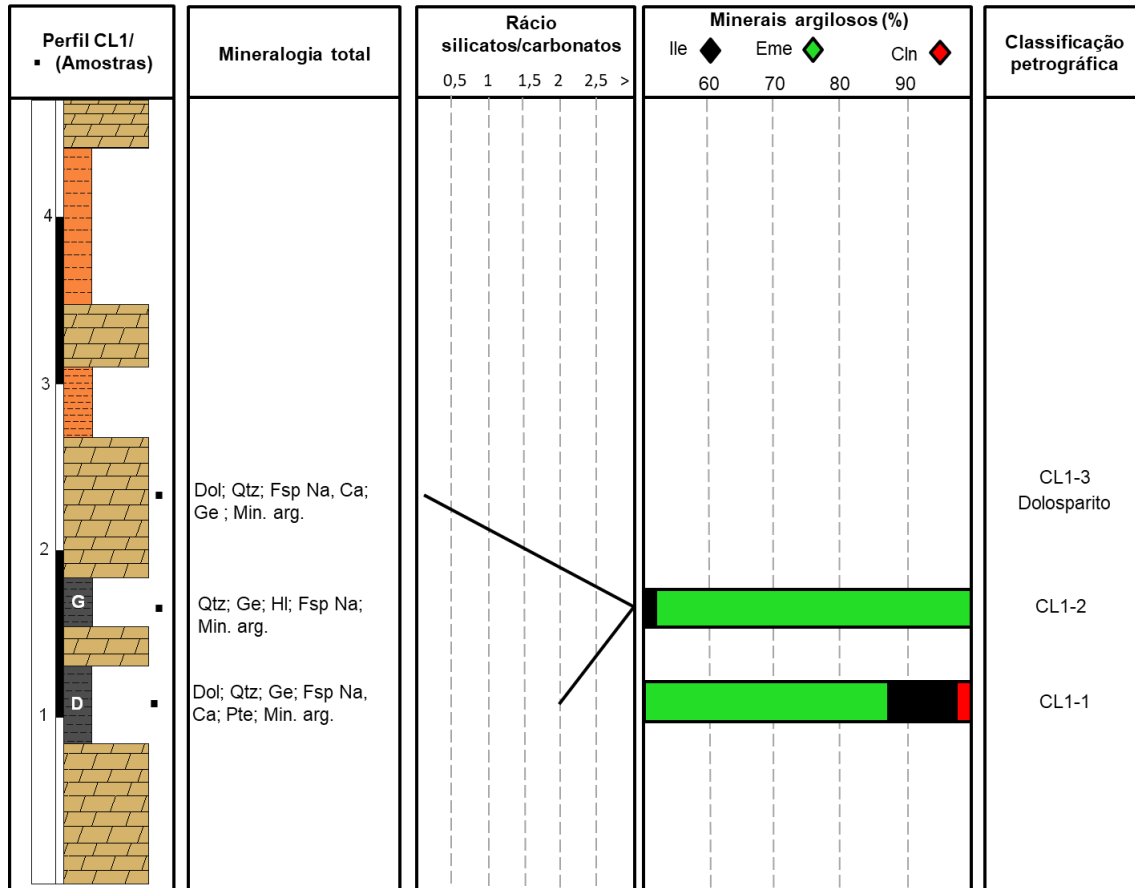 Perfil CL1/
▪ (Amostras)
Mineralogia total
Rácio
silicatos/carbonatos
0,5 1 1,5 2 2,5 >
Minerais argilosos (%)
Ile Eme Cln
60 70 80 90
Classificação
petrográfica
4
3
Dol; Qtz; Fsp Na, Ca;
Ge ; Min. arg.
CL1-3
Dolosparito
2
G
Qtz; Ge; Hl; Fsp Na;
Min. arg.
CL1-2
D
Dol; Qtz; Ge; Fsp Na,
Ca; Pte; Min. arg.
CL1-1
1